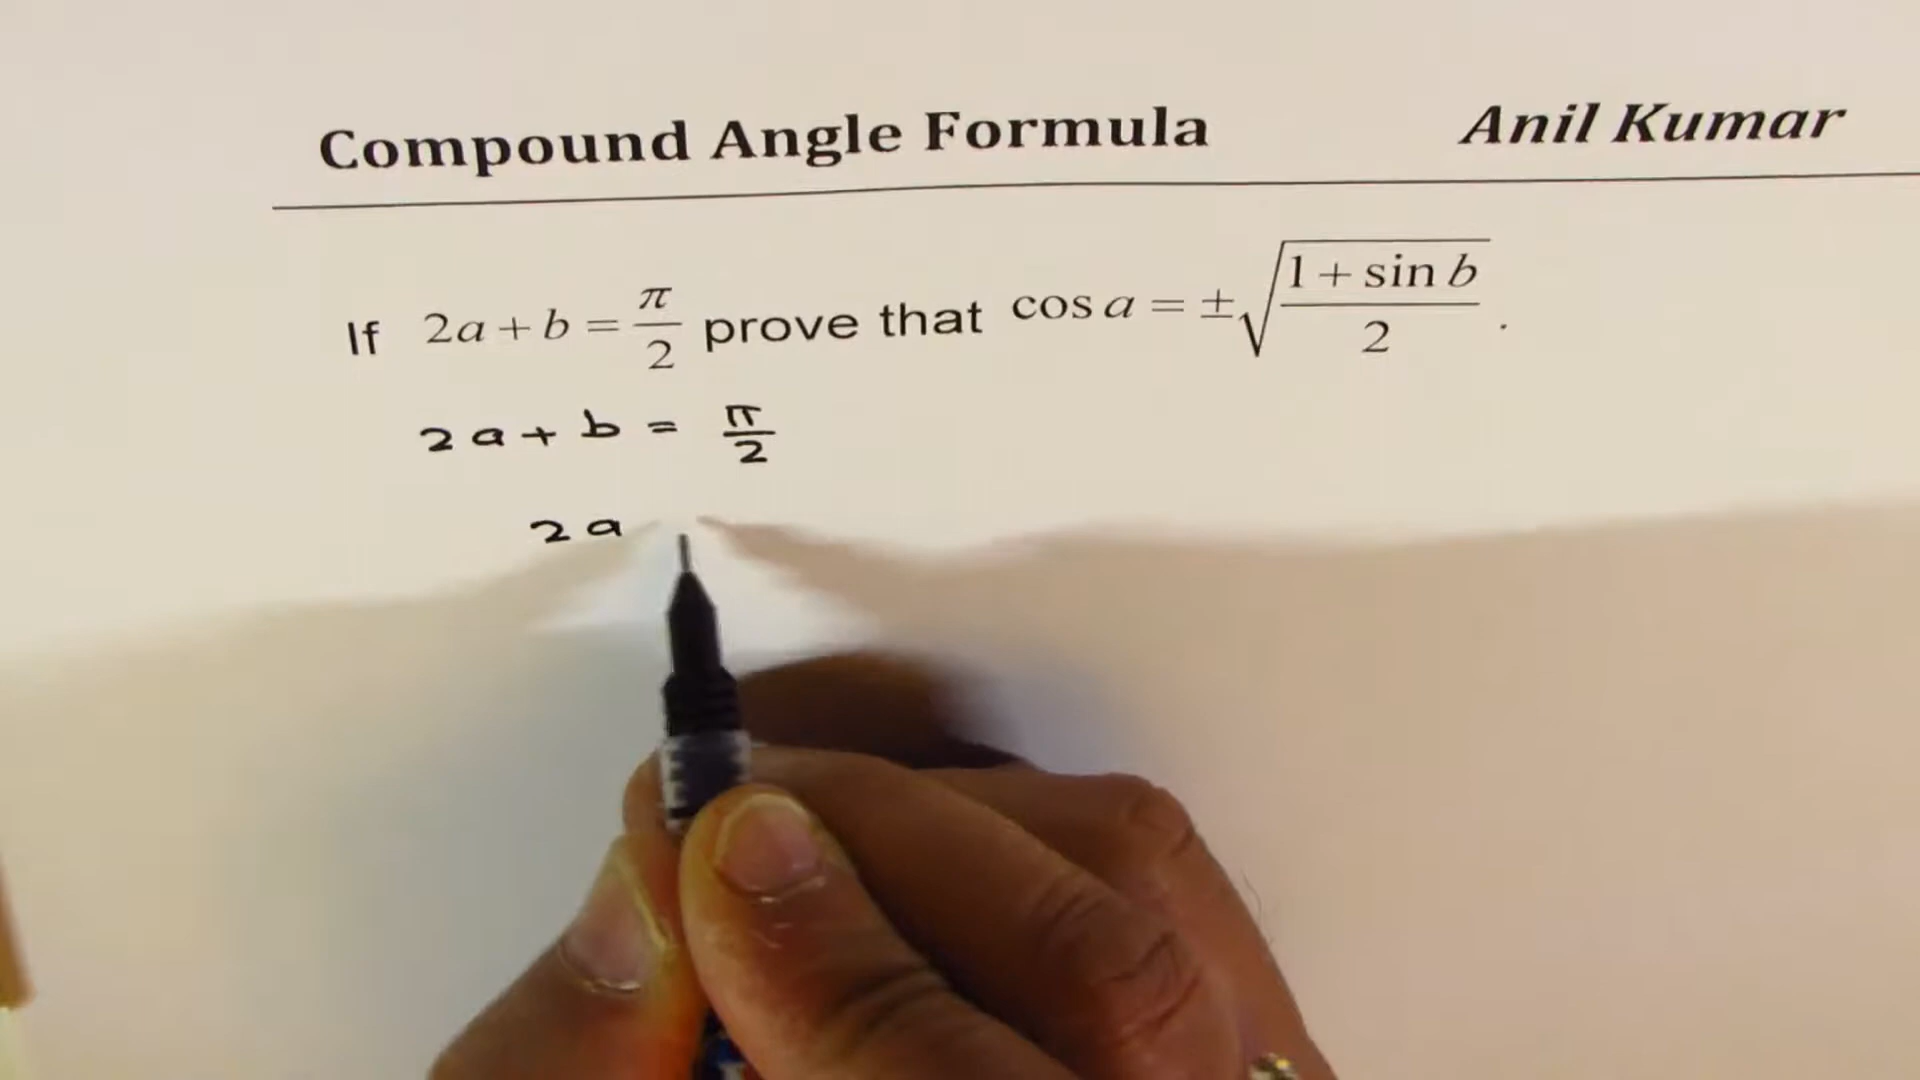 Compound Angle Formula Anil Kumar
If 2a + b = π/2 prove that cos a = ±√((1 + sin b)/2) .
2a + b = π/2
2a